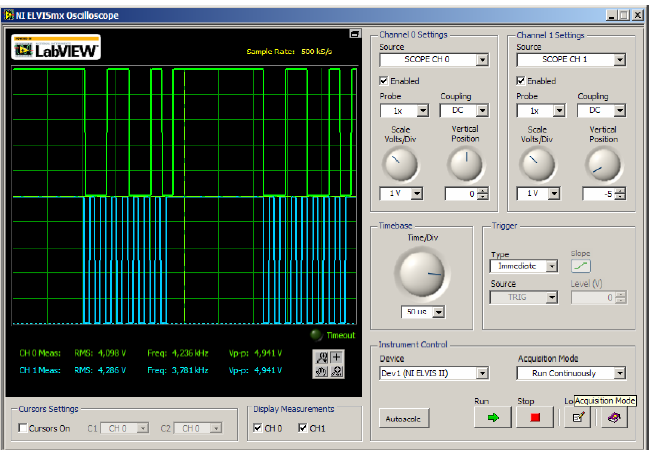 NI ELVISmx Oscilloscope
LabVIEW
Sample Rate: 500 kS/s
Timeout
CH 0 Meas: RMS: 4,098 V Freq: 4,236 kHz Vp-p: 4,941 V
CH 1 Meas: RMS: 4,286 V Freq: 3,781 kHz Vp-p: 4,941 V
Cursors Settings
Cursors On C1 CH 0 C2 CH 0
Display Measurements
CH 0 CH1
Channel 0 Settings
Source
SCOPE CH 0
Enabled
Probe Coupling
1x DC
Scale Volts/Div
Vertical Position
1 V 0
Channel 1 Settings
Source
SCOPE CH 1
Enabled
Probe Coupling
1x DC
Scale Volts/Div
Vertical Position
1 V -5
Timebase
Time/Div
50 us
Trigger
Type Slope
Immediate
Source Level (V)
TRIG 0
Instrument Control
Device Acquisition Mode
Dev1 (NI ELVIS II) Run Continuously
Run Stop Lo Acquisition Mode
Autoscale